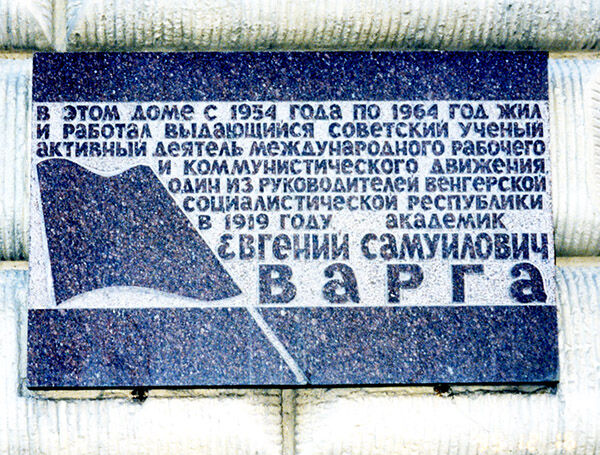 В ЭТОМ ДОМЕ С 1954 ГОДА ПО 1964 ГОД ЖИЛ
И РАБОТАЛ ВЫДАЮЩИЙСЯ СОВЕТСКИЙ УЧЕНЫЙ
АКТИВНЫЙ ДЕЯТЕЛЬ МЕЖДУНАРОДНОГО РАБОЧЕГО
И КОММУНИСТИЧЕСКОГО ДВИЖЕНИЯ
ОДИН ИЗ РУКОВОДИТЕЛЕЙ ВЕНГЕРСКОЙ
СОЦИАЛИСТИЧЕСКОЙ РЕСПУБЛИКИ
В 1919 ГОДУ АКАДЕМИК
ЕВГЕНИЙ САМУИЛОВИЧ
ВАРГА